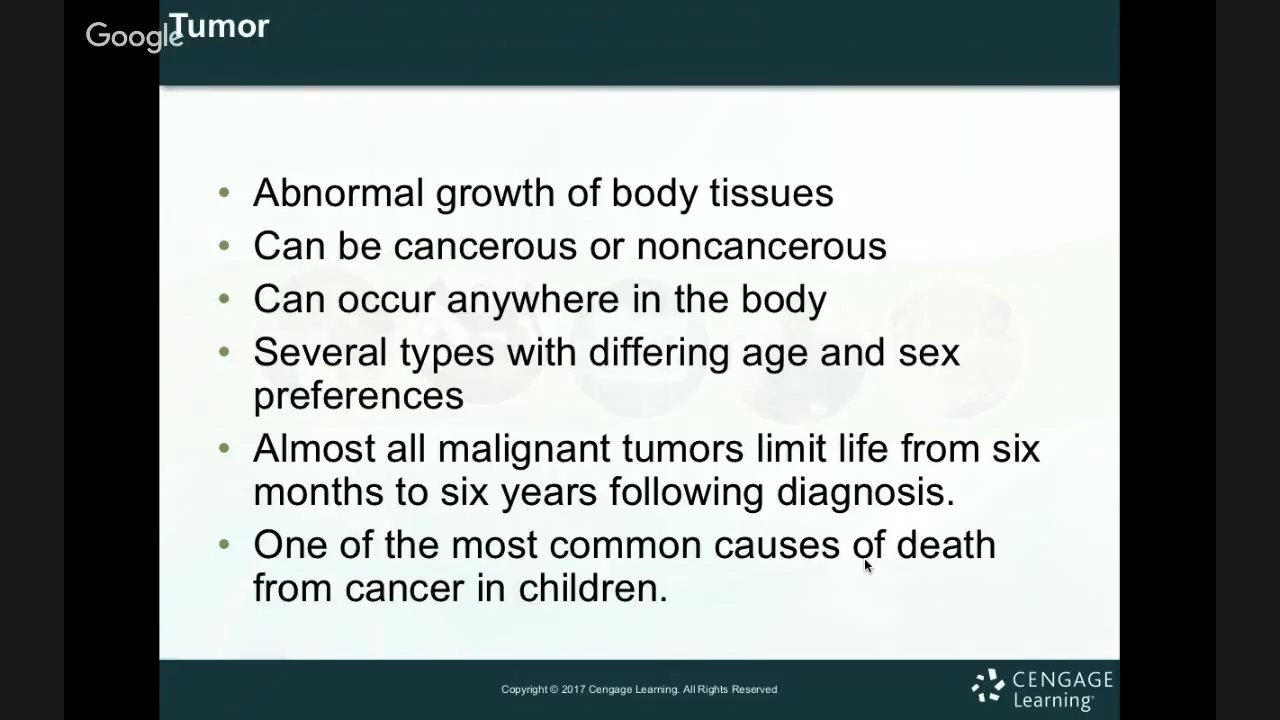 Google
Tumor
• Abnormal growth of body tissues
• Can be cancerous or noncancerous
• Can occur anywhere in the body
• Several types with differing age and sex
preferences
• Almost all malignant tumors limit life from six
months to six years following diagnosis.
• One of the most common causes of death
from cancer in children.
Copyright © 2017 Cengage Learning. All Rights Reserved
CENGAGE
Learning